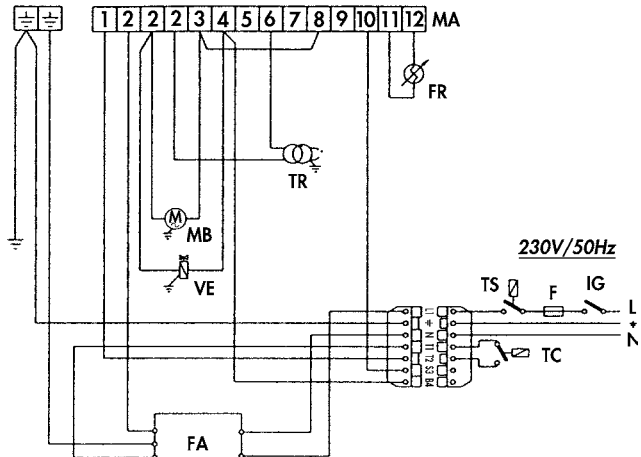 1 2 2 2 3 4 5 6 7 8 9 10 11 12 MA
FR
TR
M MB
VE
230V/50Hz
TS F IG
L1 L
N N
T1
T2 TC
S3
B4
FA